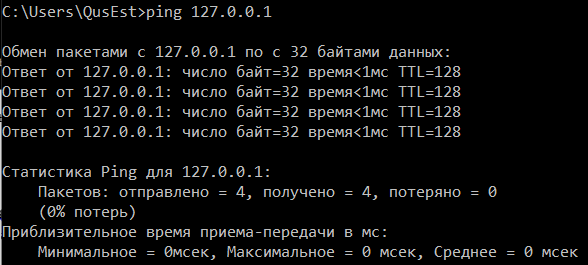 C:\Users\QusEst>ping 127.0.0.1
Обмен пакетами с 127.0.0.1 по с 32 байтами данных:
Ответ от 127.0.0.1: число байт=32 время<1мс TTL=128
Ответ от 127.0.0.1: число байт=32 время<1мс TTL=128
Ответ от 127.0.0.1: число байт=32 время<1мс TTL=128
Ответ от 127.0.0.1: число байт=32 время<1мс TTL=128
Статистика Ping для 127.0.0.1:
Пакетов: отправлено = 4, получено = 4, потеряно = 0
(0% потерь)
Приблизительное время приема-передачи в мс:
Минимальное = 0мсек, Максимальное = 0 мсек, Среднее = 0 мсек